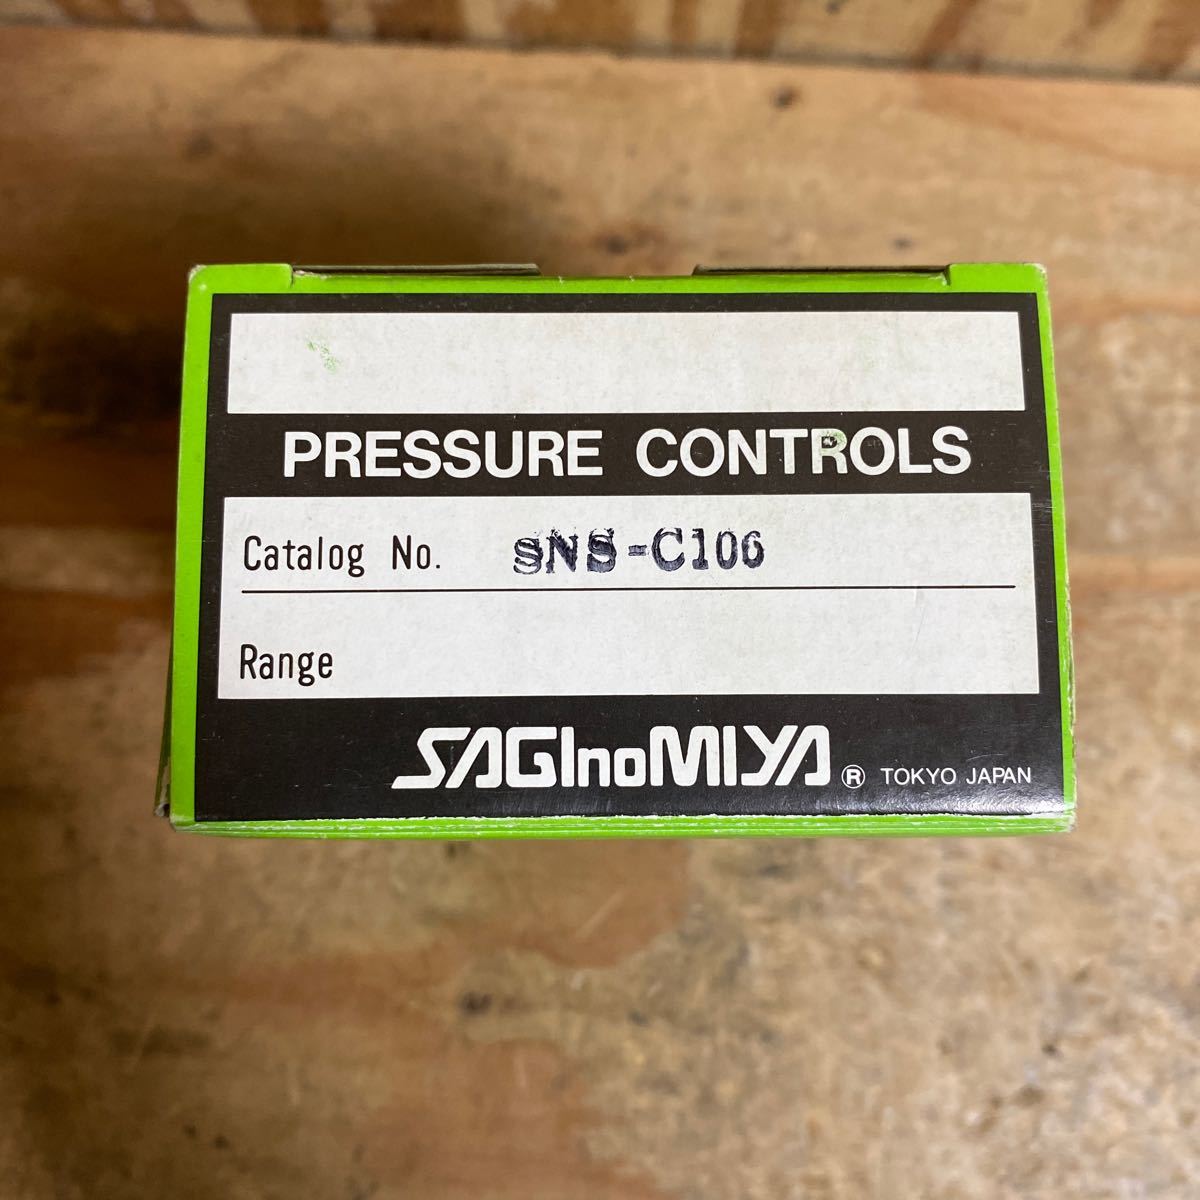 PRESSURE CONTROLS
Catalog No. SNS-C106
Range
SAGInoMIYA ® TOKYO JAPAN